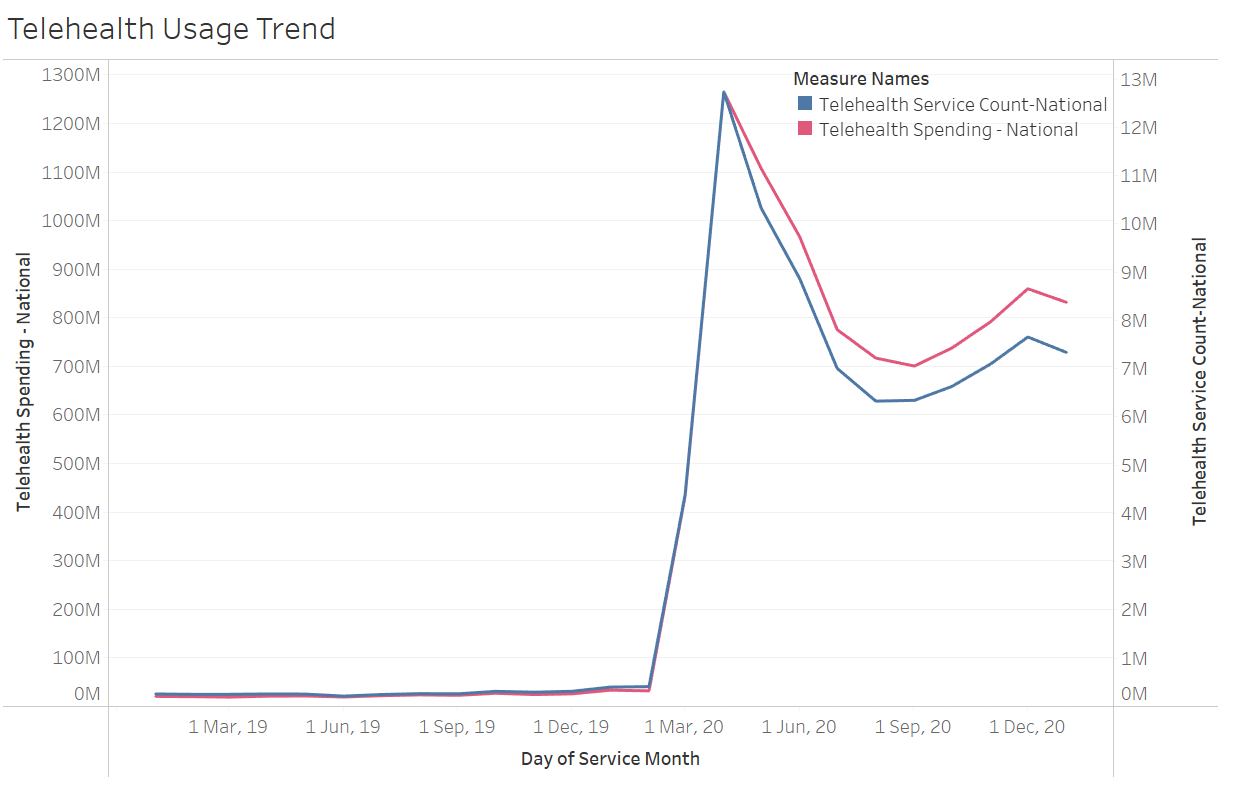 Telehealth Usage Trend
Measure Names
Telehealth Service Count-National
Telehealth Spending - National
1300M
1200M
1100M
1000M
900M
800M
700M
600M
500M
400M
300M
200M
100M
0M
Telehealth Spending - National
13M
12M
11M
10M
9M
8M
7M
6M
5M
4M
3M
2M
1M
0M
Telehealth Service Count-National
1 Mar, 19 1 Jun, 19 1 Sep, 19 1 Dec, 19 1 Mar, 20 1 Jun, 20 1 Sep, 20 1 Dec, 20
Day of Service Month